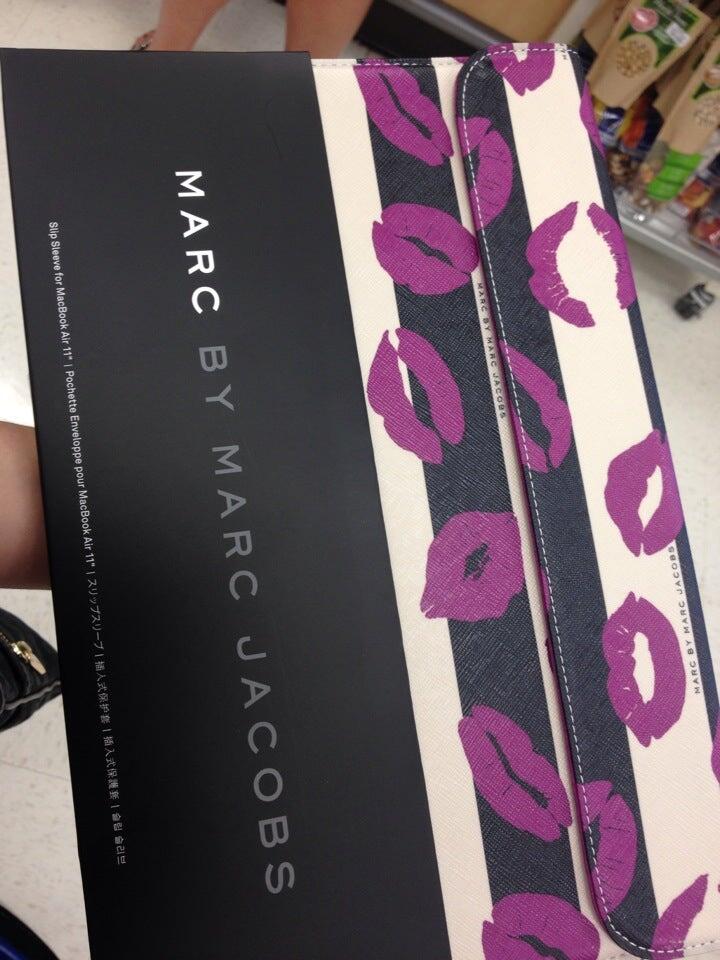 MARC BY MARC JACOBS
Slip Sleeve for MacBook Air 11" | Pochette Enveloppe pour MacBook Air 11" | スリップスリーブ | 插入式保护套 | 插入式保護套 | 슬립 슬리브
MARC BY MARC JACOBS
MARC BY MARC JACOBS